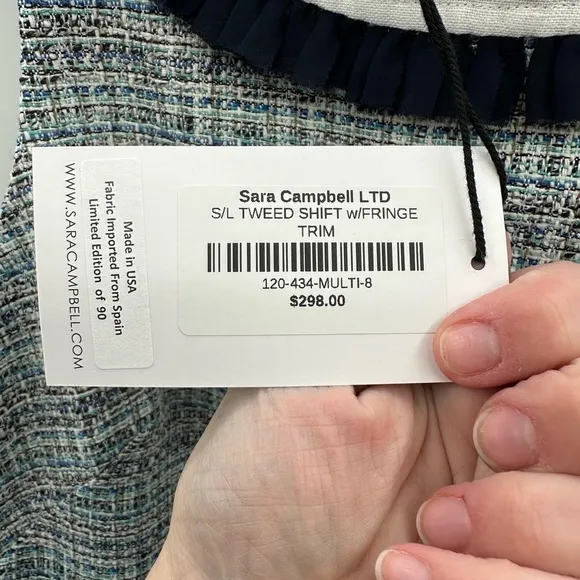 Sara Campbell LTD
S/L TWEED SHIFT w/FRINGE
TRIM
120-434-MULTI-8
$298.00
Made in USA
Fabric Imported From Spain
Limited Edition of 90
WWW.SARACAMPBELL.COM